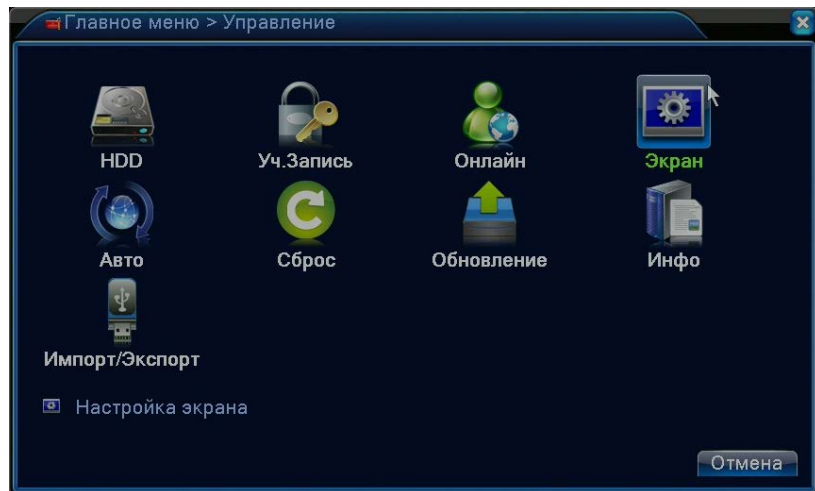 Главное меню > Управление
HDD
Уч.Запись
Онлайн
Экран
Авто
Сброс
Обновление
Инфо
Импорт/Экспорт
Настройка экрана
Отмена